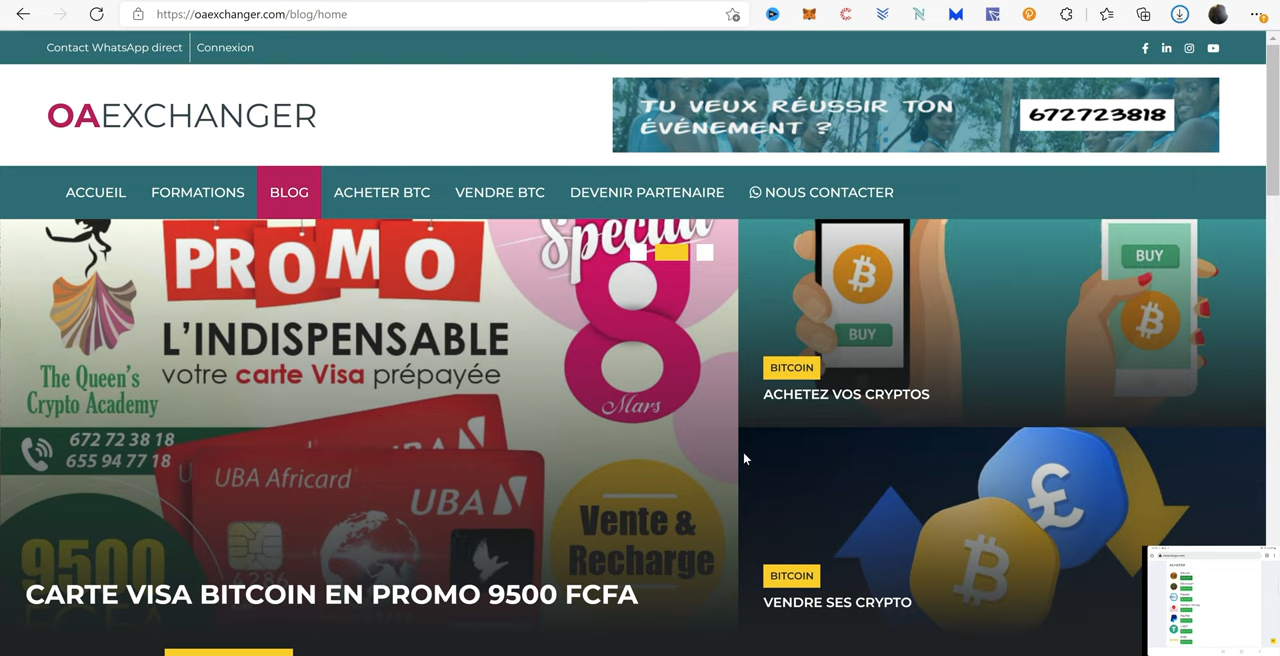 https://oaexchanger.com/blog/home
Contact WhatsApp direct
Connexion
OAEXCHANGER
TU VEUX RÉUSSIR TON
ÉVÉNEMENT ?
672723818
ACCUEIL
FORMATIONS
BLOG
ACHETER BTC
VENDRE BTC
DEVENIR PARTENAIRE
NOUS CONTACTER
PROMO
Special
8
Mars
L'INDISPENSABLE
votre carte Visa prépayée
The Queen's
Crypto Academy
672 72 38 18
655 94 77 18
UBA
UBA Africard
UBA
9500
Vente &
Recharge
CARTE VISA BITCOIN EN PROMO 9500 FCFA
BUY
BUY
BITCOIN
ACHETEZ VOS CRYPTOS
BITCOIN
VENDRE SES CRYPTO